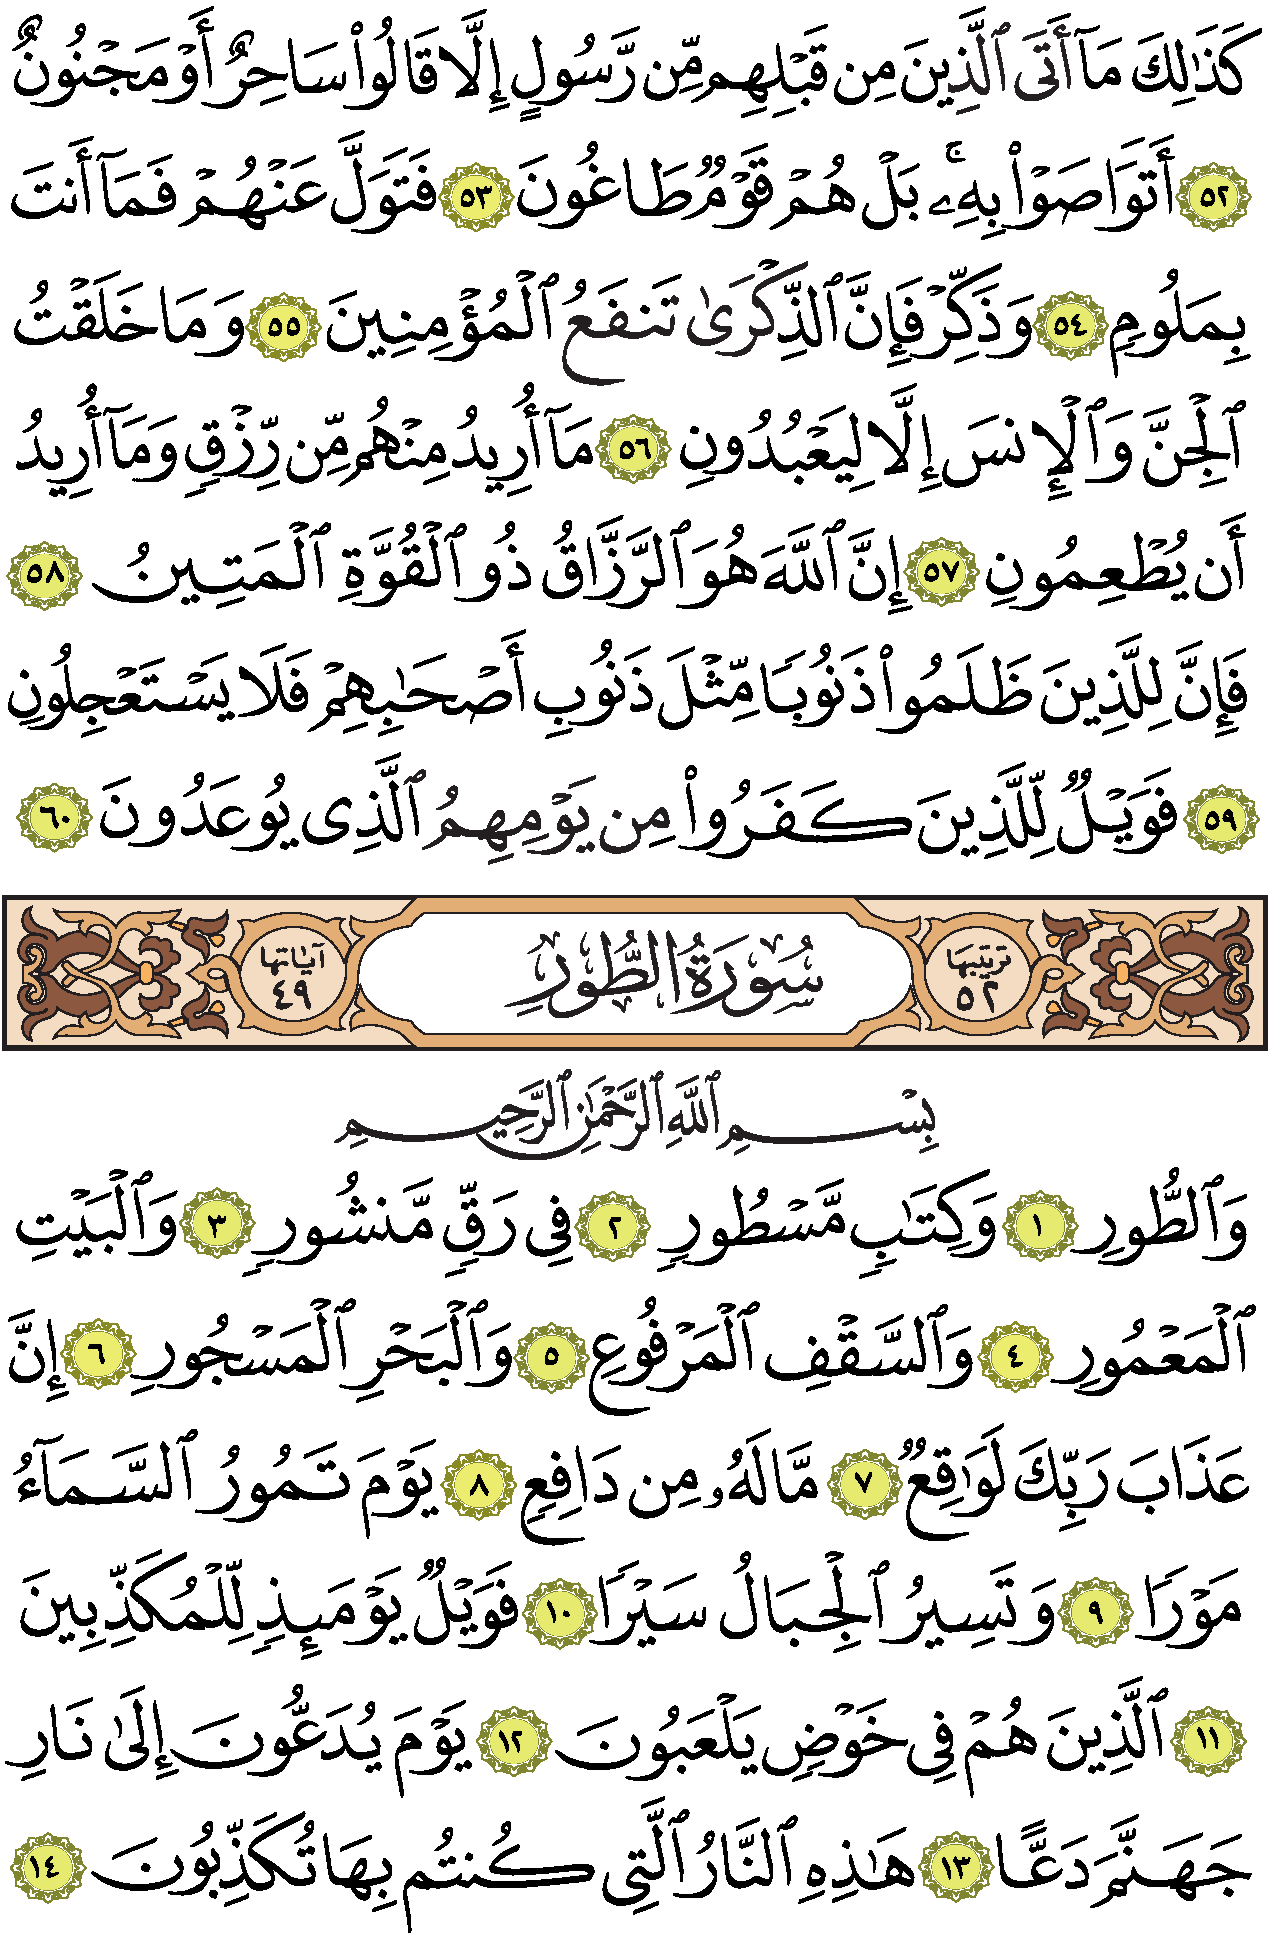 كَذَٰلِكَ مَآ أَتَى ٱلَّذِينَ مِن قَبْلِهِم مِّن رَّسُولٍ إِلَّا قَالُوا۟ سَاحِرٌ أَوْ مَجْنُونٌ
٥٢ أَتَوَاصَوْا۟ بِهِۦۚ بَلْ هُمْ قَوْمٌ طَاغُونَ ٥٣ فَتَوَلَّ عَنْهُمْ فَمَآ أَنتَ
بِمَلُومٍ ٥٤ وَذَكِّرْ فَإِنَّ ٱلذِّكْرَىٰ تَنفَعُ ٱلْمُؤْمِنِينَ ٥٥ وَمَا خَلَقْتُ
ٱلْجِنَّ وَٱلْإِنسَ إِلَّا لِيَعْبُدُونِ ٥٦ مَآ أُرِيدُ مِنْهُم مِّن رِّزْقٍ وَمَآ أُرِيدُ
أَن يُطْعِمُونِ ٥٧ إِنَّ ٱللَّهَ هُوَ ٱلرَّزَّاقُ ذُو ٱلْقُوَّةِ ٱلْمَتِينُ ٥٨
فَإِنَّ لِلَّذِينَ ظَلَمُوا۟ ذَنُوبًا مِّثْلَ ذَنُوبِ أَصْحَٰبِهِمْ فَلَا يَسْتَعْجِلُونِ
٥٩ فَوَيْلٌ لِّلَّذِينَ كَفَرُوا۟ مِن يَوْمِهِمُ ٱلَّذِى يُوعَدُونَ ٦٠
ترتيبها ٥٢ سُورَةُ الطُّورِ آياتها ٤٩
بِسْمِ ٱللَّهِ ٱلرَّحْمَٰنِ ٱلرَّحِيمِ
وَٱلطُّورِ ١ وَكِتَٰبٍ مَّسْطُورٍ ٢ فِى رَقٍّ مَّنشُورٍ ٣ وَٱلْبَيْتِ
ٱلْمَعْمُورِ ٤ وَٱلسَّقْفِ ٱلْمَرْفُوعِ ٥ وَٱلْبَحْرِ ٱلْمَسْجُورِ ٦ إِنَّ
عَذَابَ رَبِّكَ لَوَٰقِعٌ ٧ مَّا لَهُۥ مِن دَافِعٍ ٨ يَوْمَ تَمُورُ ٱلسَّمَآءُ
مَوْرًا ٩ وَتَسِيرُ ٱلْجِبَالُ سَيْرًا ١٠ فَوَيْلٌ يَوْمَئِذٍ لِّلْمُكَذِّبِينَ
١١ ٱلَّذِينَ هُمْ فِى خَوْضٍ يَلْعَبُونَ ١٢ يَوْمَ يُدَعُّونَ إِلَىٰ نَارِ
جَهَنَّمَ دَعًّا ١٣ هَٰذِهِ ٱلنَّارُ ٱلَّتِى كُنتُم بِهَا تُكَذِّبُونَ ١٤